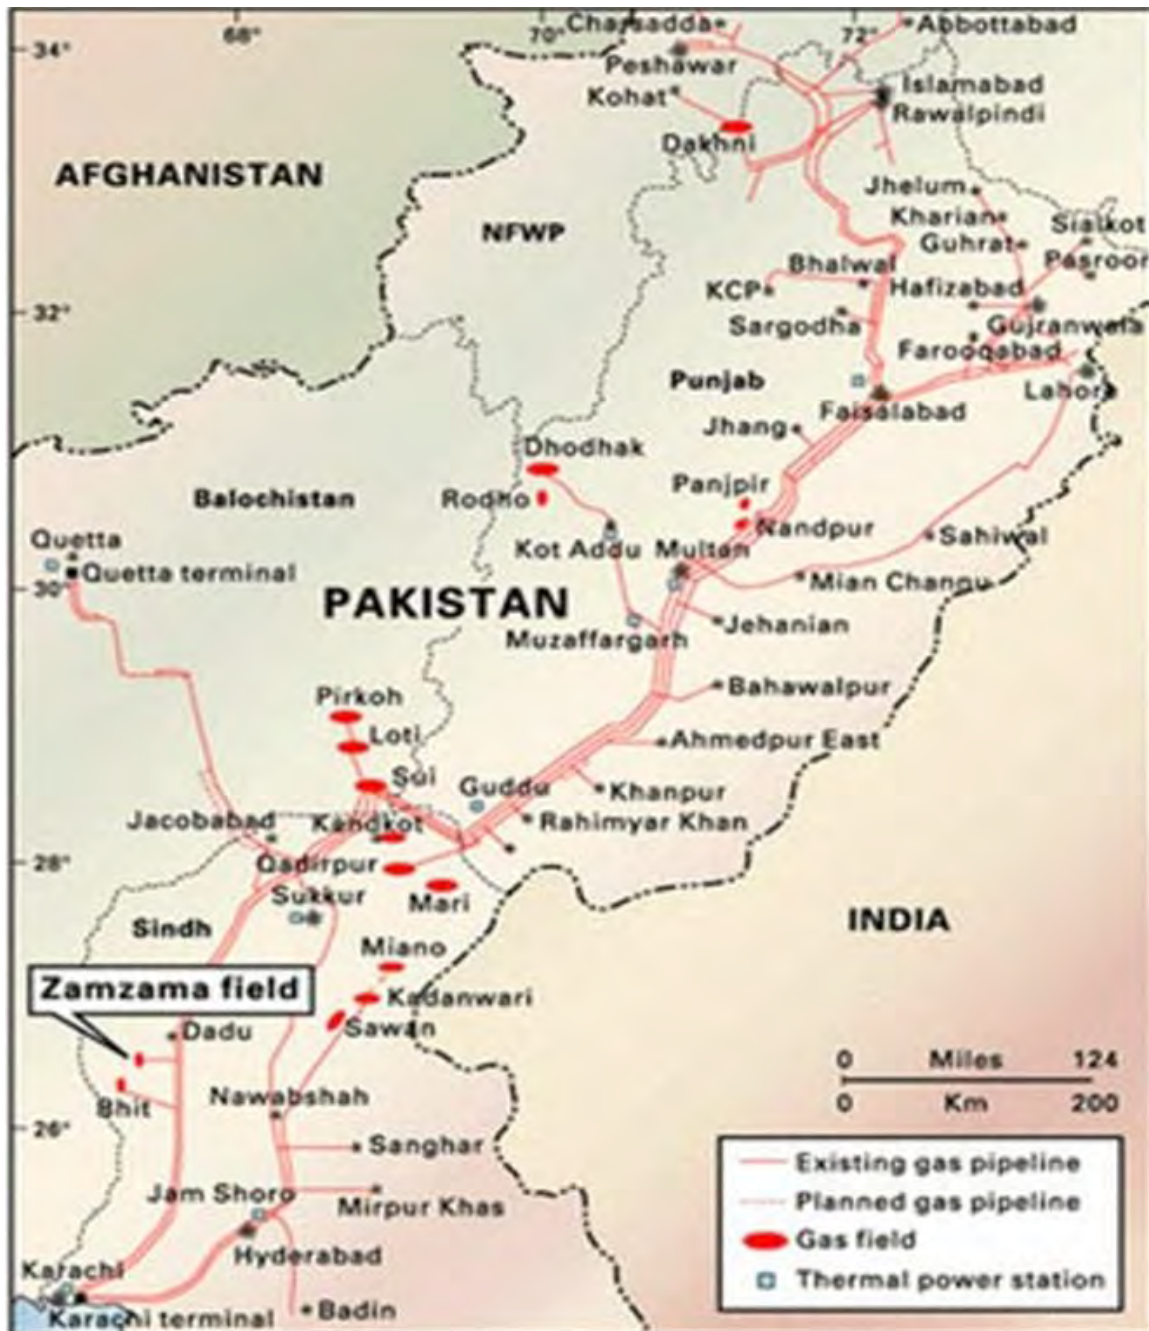 68° 70° 72°
34°
32°
30
28°
26°
Charsadda
Abbottabad
Peshawar
Islamabad
Kohat
Rawalpindi
Dakhni
AFGHANISTAN
Jhelum
NFWP
Kharian
Sialkot
Guhrat
Pasroor
Bhalwal
KCP
Hafizabad
Sargodha
Gujranwala
Farooqabad
Punjab
Lahore
Faisalabad
Jhang
Dhodhak
Panjpir
Balochistan
Rodho
Nandpur
Quetta
Kot Addu
Multan
Sahiwal
Quetta terminal
Mian Channu
PAKISTAN
Muzaffargarh
Jehanian
Bahawalpur
Pirkoh
Loti
Ahmedpur East
Sui
Guddu
Khanpur
Jacobabad
Kandkot
Rahimyar Khan
Qadirpur
Sukkur
Mari
Sindh
INDIA
Miano
Zamzama field
Kadanwari
Sawan
Dadu
Bhit
Nawabshah
Sanghar
Jam Shoro
Mirpur Khas
Hyderabad
Karachi
Karachi terminal
Badin
0 Miles 124
0 Km 200
Existing gas pipeline
Planned gas pipeline
Gas field
Thermal power station